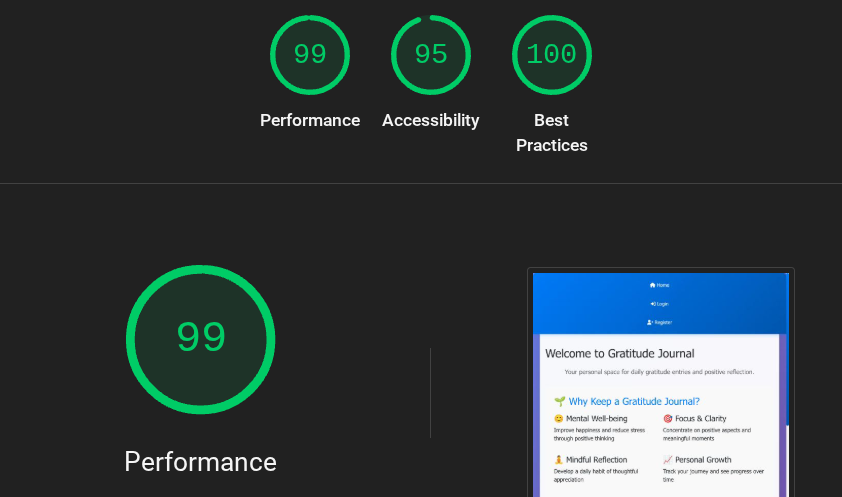 99
95
100
Performance
Accessibility
Best
Practices
99
Performance
Home
Login
Register
Welcome to Gratitude Journal
Your personal space for daily gratitude entries and positive reflection.
🌱 Why Keep a Gratitude Journal?
😊 Mental Well-being
Improve happiness and reduce stress
through positive thinking
🎯 Focus & Clarity
Concentrate on positive aspects and
meaningful moments
🧘 Mindful Reflection
Develop a daily habit of thoughtful
appreciation
📈 Personal Growth
Track your journey and see progress over
time